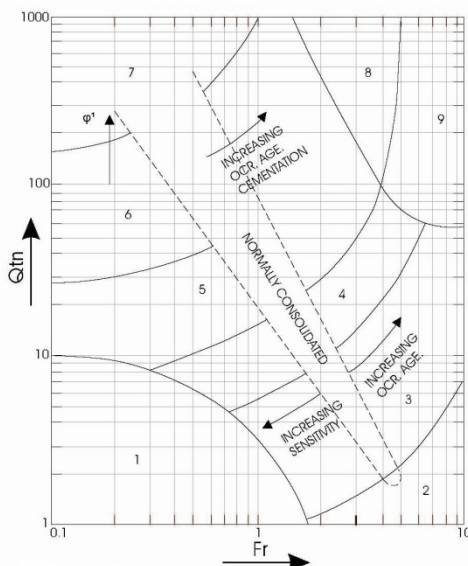 1000
7
8
9
φ'
INCREASING
OCR. AGE.
CEMENTATION
100
6
Qtn
NORMALLY CONSOLIDATED
5
4
10
INCREASING
OCR. AGE.
3
INCREASING
SENSITIVITY
1
2
1
0.1
1
10
Fr